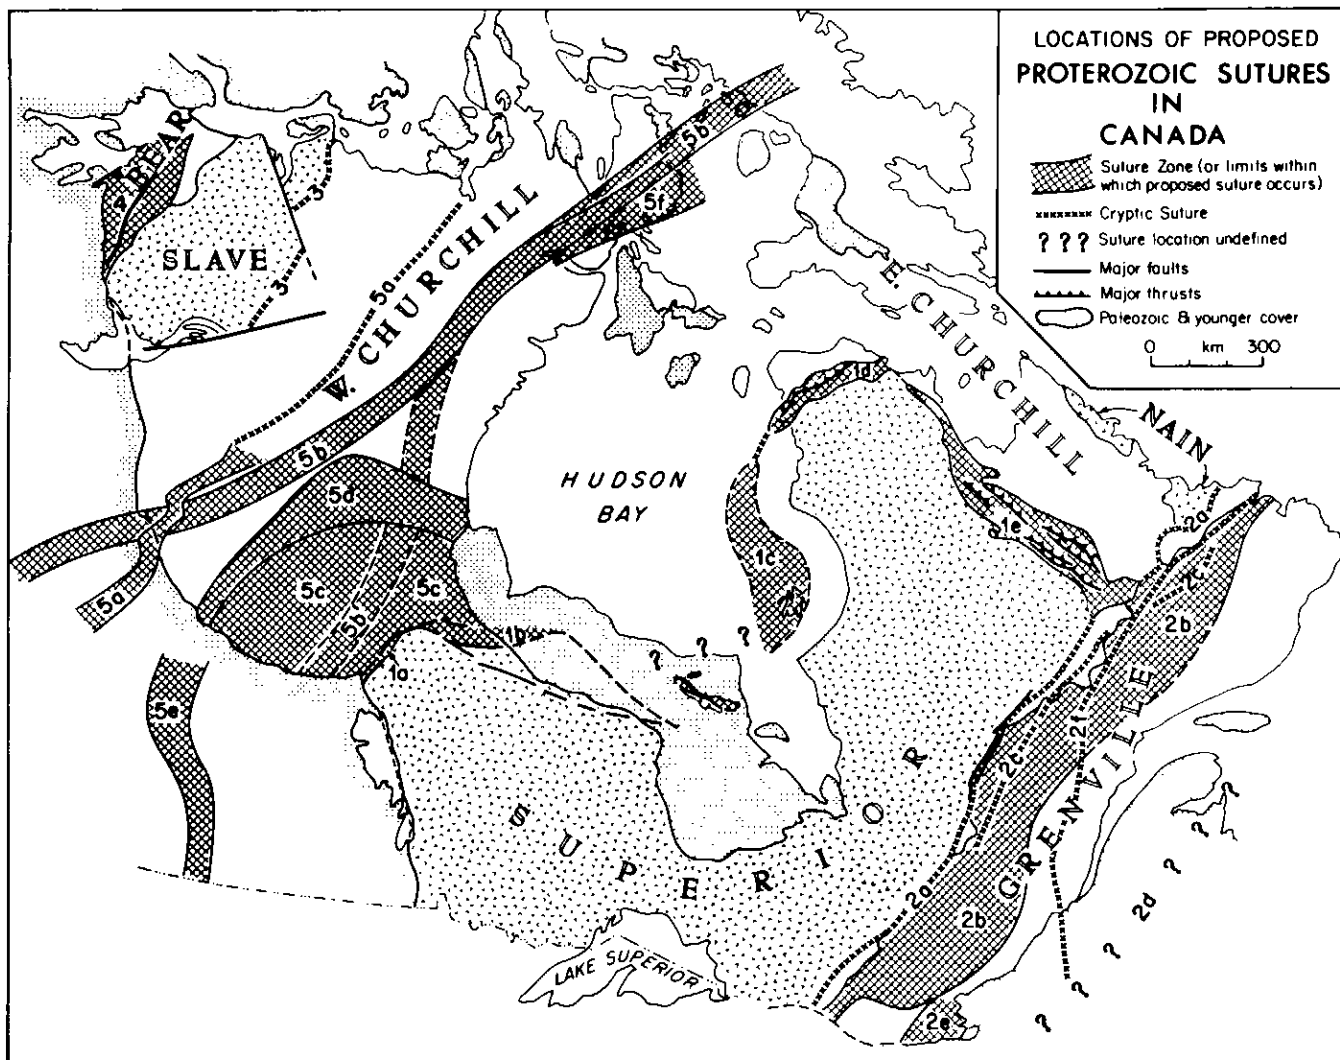 LOCATIONS OF PROPOSED
PROTEROZOIC SUTURES
IN
CANADA
Suture Zone (or limits within
which proposed suture occurs)
Cryptic Suture
? ? ? Suture location undefined
Major faults
Major thrusts
Paleozoic & younger cover
0 km 300
BEAR
4
SLAVE
3
3
5a
W. CHURCHILL
5b
5f
E. CHURCHILL
NAIN
1d
5b
5d
HUDSON
BAY
1c
1e
2a
2c
2b
5a
5c
5b
5c
1b
1a
? ? ?
5e
2f
2c
SUPERIOR
GRENVILLE
?
?
?
2d
?
?
?
?
2a
2b
LAKE SUPERIOR
2e